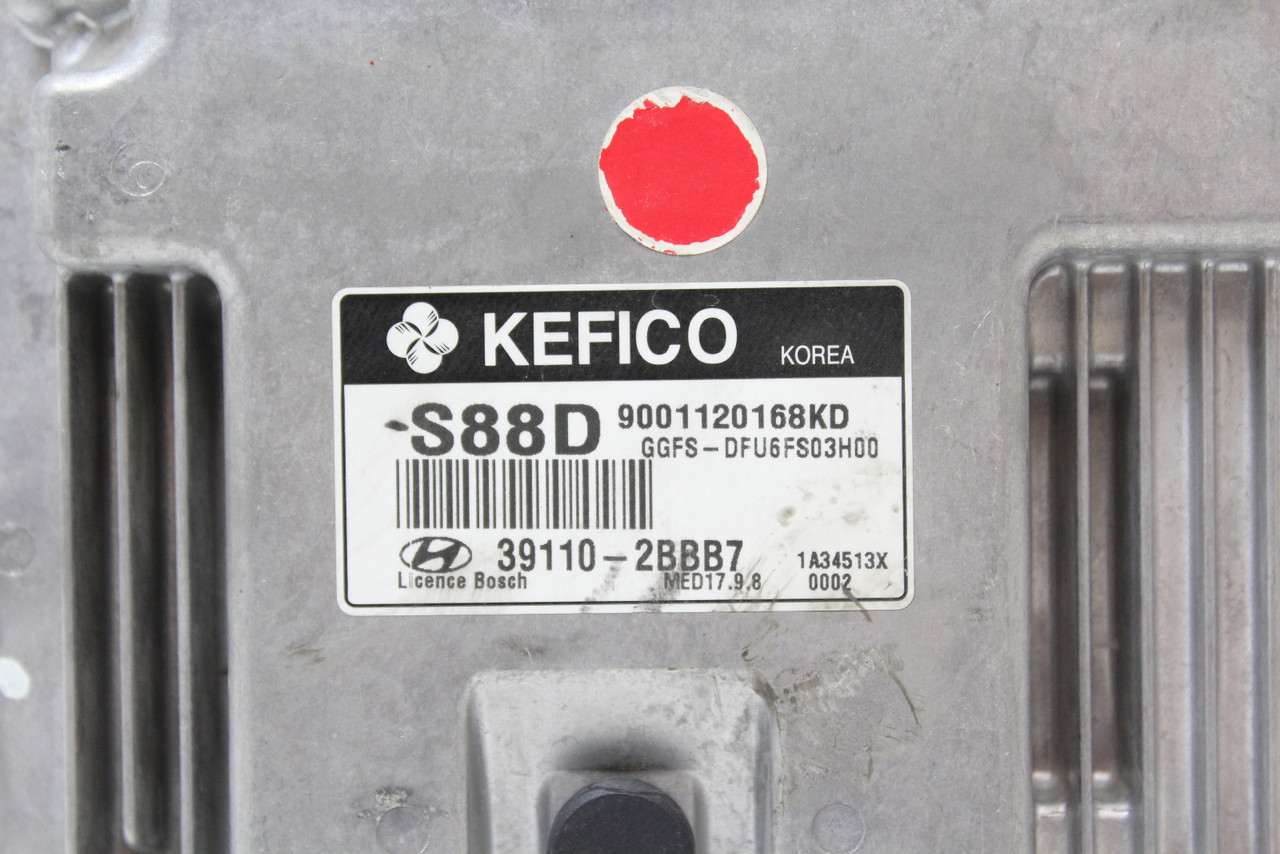 KEFICO KOREA
S88D 9001120168KD
GGFS-DFU6FS03H00
39110-2BBB7 1A34513X
Licence Bosch MED17.9.8 0002